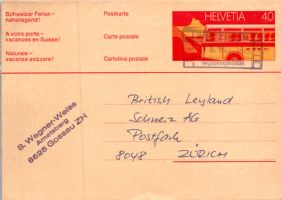 Schweizer Ferien –
naheliegend!
A votre porte –
vacances en Suisse!
Naturale –
vacanze svizzere!
Postkarte
Carte postale
Cartolina postale
HELVETIA 40
S. Wagner-Weiss
8625 Gossau ZH
British Leyland
Schweiz AG
Postfach
8048 ZÜRICH